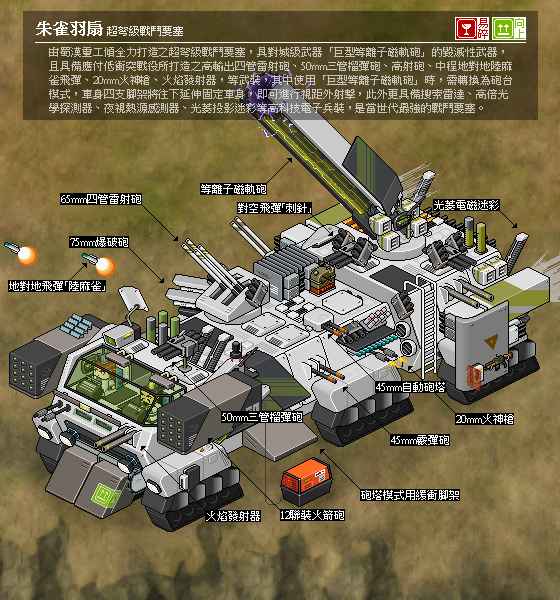 朱雀羽扇 超弩級戰鬥要塞
易碎
向上
由蜀漢重工傾全力打造之超弩級戰鬥要塞，具對城級武器「巨型等離子磁軌砲」的毀滅性武器，
且具備應付低衝突戰役所打造之高輸出四管雷射砲、50mm三管榴彈砲、高射砲、中程地對地陸麻
雀飛彈、20mm火神槍、火焰發射器，等武裝，其中使用「巨型等離子磁軌砲」時，需轉換為砲台
模式，車身四支腳架將往下延伸固定車身，即可進行視距外射擊，此外更具備搜索雷達、高倍光
學探測器、夜視熱源感測器、光菱投影迷彩等高科技電子兵裝，是當世代最強的戰鬥要塞。
等離子磁軌砲
65mm四管雷射砲
對空飛彈「刺針」
光菱電磁迷彩
75mm爆破砲
地對地飛彈「陸麻雀」
45mm自動砲塔
50mm三管榴彈砲
20mm火神槍
45mm霰彈砲
砲塔模式用緩衝腳架
火焰發射器
12聯裝火箭砲